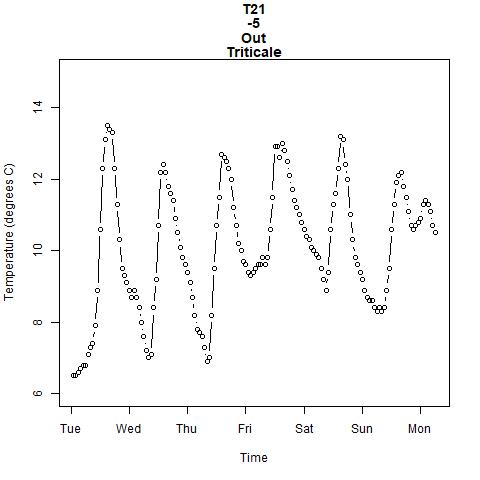 T21
-5
Out
Triticale
Temperature (degrees C)
14
12
10
8
6
Tue Wed Thu Fri Sat Sun Mon
Time